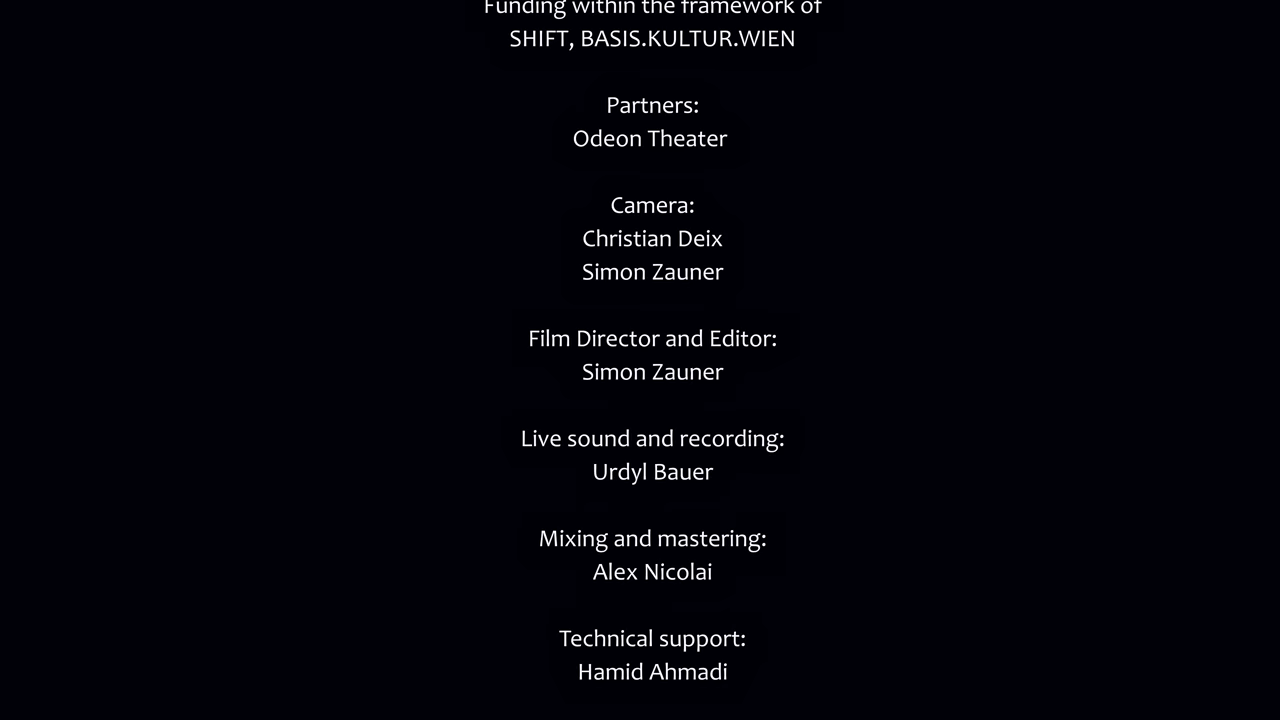 Funding within the framework of
SHIFT, BASIS.KULTUR.WIEN
Partners:
Odeon Theater
Camera:
Christian Deix
Simon Zauner
Film Director and Editor:
Simon Zauner
Live sound and recording:
Urdyl Bauer
Mixing and mastering:
Alex Nicolai
Technical support:
Hamid Ahmadi